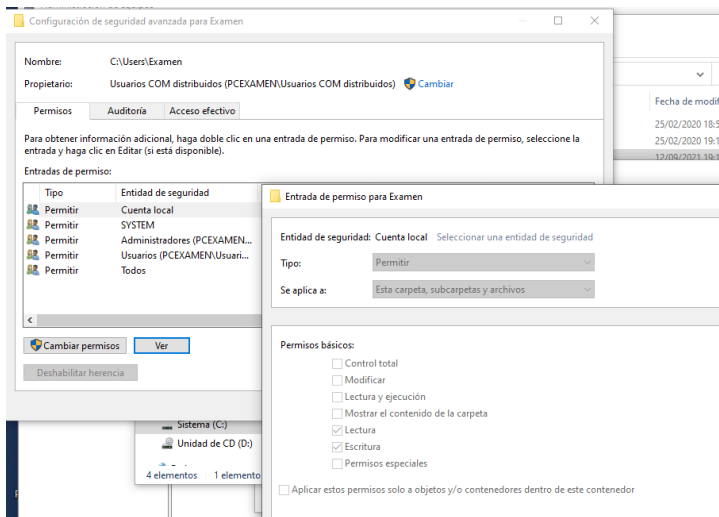 Configuración de seguridad avanzada para Examen
Nombre: C:\Users\Examen
Propietario: Usuarios COM distribuidos (PCEXAMEN\Usuarios COM distribuidos) Cambiar
Permisos Auditoría Acceso efectivo
Para obtener información adicional, haga doble clic en una entrada de permiso. Para modificar una entrada de permiso, seleccione la
entrada y haga clic en Editar (si está disponible).
Entradas de permiso:
Tipo Entidad de seguridad
Permitir Cuenta local
Permitir SYSTEM
Permitir Administradores (PCEXAMEN...
Permitir Usuarios (PCEXAMEN\Usuari...
Permitir Todos
Cambiar permisos Ver
Deshabilitar herencia
Fecha de modif
25/02/2020 18:5
25/02/2020 19:1
12/09/2021 19:1
Entrada de permiso para Examen
Entidad de seguridad: Cuenta local Seleccionar una entidad de seguridad
Tipo: Permitir
Se aplica a: Esta carpeta, subcarpetas y archivos
Permisos básicos:
Control total
Modificar
Lectura y ejecución
Mostrar el contenido de la carpeta
Lectura
Escritura
Permisos especiales
Aplicar estos permisos solo a objetos y/o contenedores dentro de este contenedor
Sistema (C:)
Unidad de CD (D:)
4 elementos 1 elemento